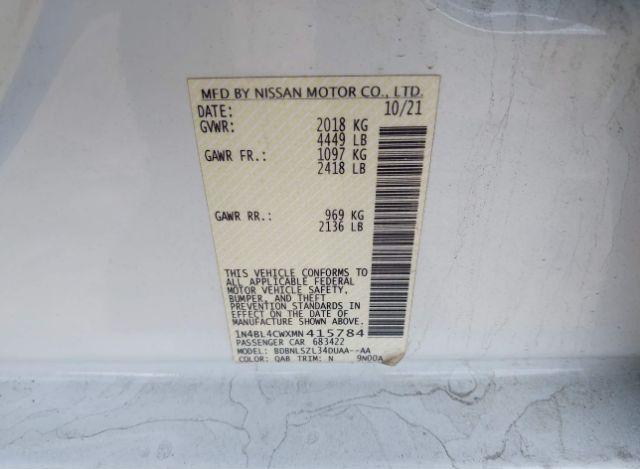 MFD BY NISSAN MOTOR CO., LTD.
DATE: 10/21
GVWR: 2018 KG
4449 LB
GAWR FR.: 1097 KG
2418 LB
GAWR RR.: 969 KG
2136 LB
THIS VEHICLE CONFORMS TO
ALL APPLICABLE FEDERAL
MOTOR VEHICLE SAFETY,
BUMPER, AND THEFT
PREVENTION STANDARDS IN
EFFECT ON THE DATE OF
MANUFACTURE SHOWN ABOVE.
1N4BL4CWXMN415784
PASSENGER CAR 683422
MODEL: BDBNLSZL34DUAA--AA
COLOR: QAB TRIM: N 9N00A